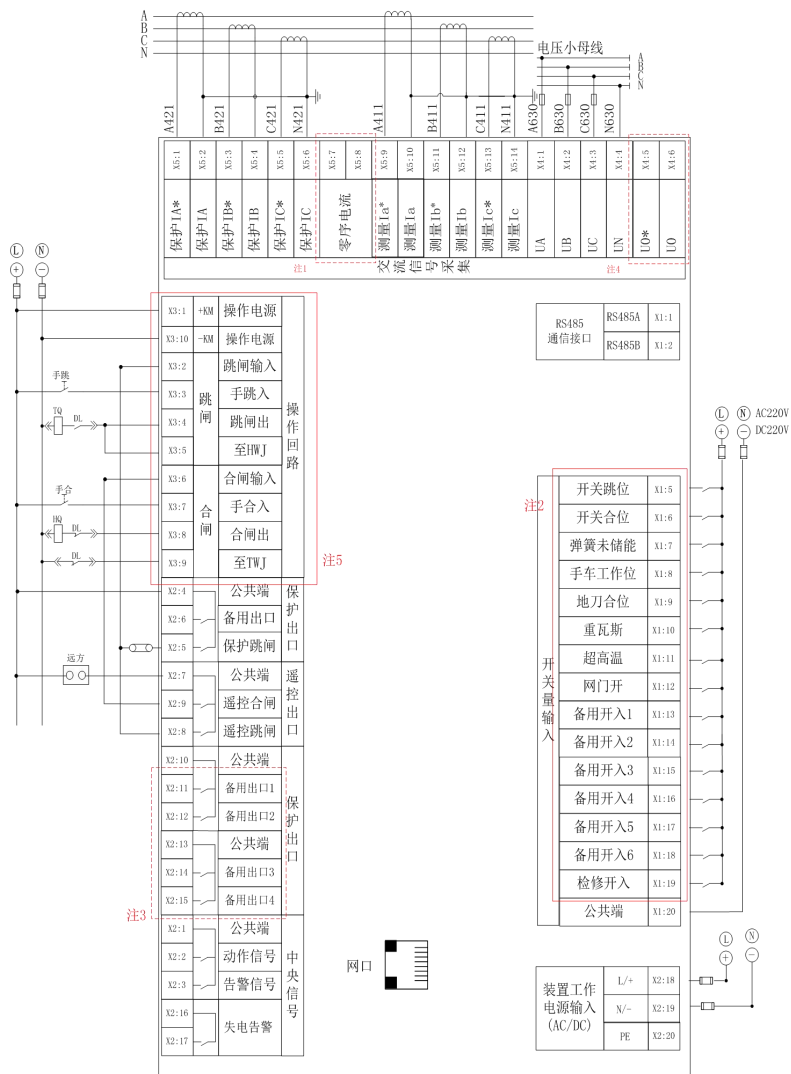 A
B
C
N
电压小母线
A
B
C
N
A421
B421
C421
N421
A411
B411
C411
N411
A630
B630
C630
N630
X5:1
X5:2
X5:3
X5:4
X5:5
X5:6
X5:7
X5:8
X5:9
X5:10
X5:11
X5:12
X5:13
X5:14
X4:1
X4:2
X4:3
X4:4
X4:5
X4:6
保护IA*
保护IA
保护IB*
保护IB
保护IC*
保护IC
零序电流
测量Ia*
测量Ia
测量Ib*
测量Ib
测量Ic*
测量Ic
UA
UB
UC
UN
U0*
U0
注1
交流信号采集
注4
L N
+ −
X3:1 +KM 操作电源
X3:10 -KM 操作电源
X3:2 跳闸输入
手跳
X3:3 手跳入
TQ DL
X3:4 跳闸出
X3:5 至HWJ
跳闸
X3:6 合闸输入
手合
X3:7 手合入
HQ DL
X3:8 合闸出
DL
X3:9 至TWJ
合闸
操作回路
注5
X2:4 公共端
X2:6 备用出口
X2:5 保护跳闸
保护出口
远方
X2:7 公共端
X2:9 遥控合闸
X2:8 遥控跳闸
遥控出口
X2:10 公共端
X2:11 备用出口1
X2:12 备用出口2
X2:13 公共端
X2:14 备用出口3
X2:15 备用出口4
保护出口
注3
X2:1 公共端
X2:2 动作信号
X2:3 告警信号
X2:16
X2:17
失电告警
中央信号
网口
RS485
通信接口
RS485A X1:1
RS485B X1:2
L N AC220V
+ − DC220V
注2
开关量输入
开关跳位 X1:5
开关合位 X1:6
弹簧未储能 X1:7
手车工作位 X1:8
地刀合位 X1:9
重瓦斯 X1:10
超高温 X1:11
网门开 X1:12
备用开入1 X1:13
备用开入2 X1:14
备用开入3 X1:15
备用开入4 X1:16
备用开入5 X1:17
备用开入6 X1:18
检修开入 X1:19
公共端 X1:20
L N
+ −
装置工作
电源输入
(AC/DC)
L/+ X2:18
N/- X2:19
PE X2:20